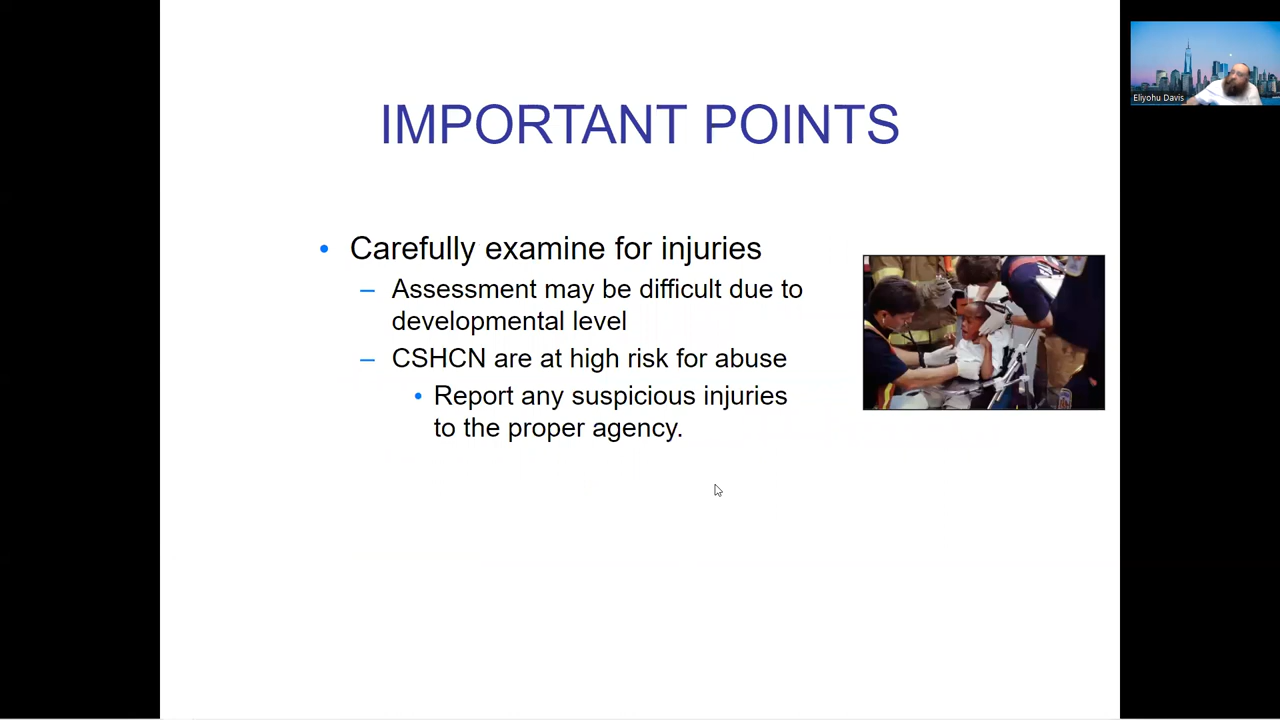 IMPORTANT POINTS
• Carefully examine for injuries
– Assessment may be difficult due to
developmental level
– CSHCN are at high risk for abuse
• Report any suspicious injuries
to the proper agency.
Eliyohu Davis